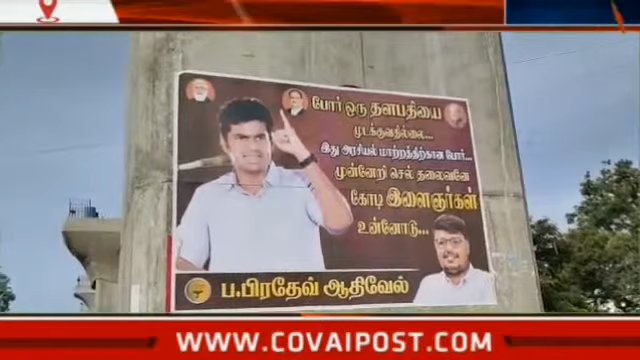 போர் ஒரு தளபதியை
முடக்குவதில்லை...
இது அரசியல் மாற்றத்திற்கான போர்...
முன்னேறி செல் தலைவனே
கோடி இளைஞர்கள்
உன்னோடு...
ப.பிரதேவ் ஆதிவேல்
WWW.COVAIPOST.COM